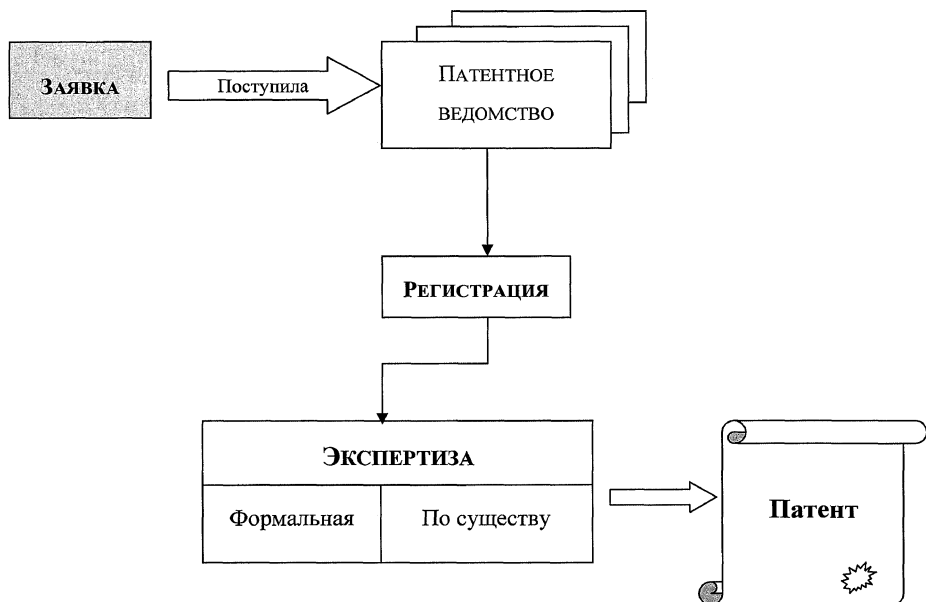 ЗАЯВКА
Поступила
ПАТЕНТНОЕ
ВЕДОМСТВО
РЕГИСТРАЦИЯ
ЭКСПЕРТИЗА
Формальная
По существу
Патент